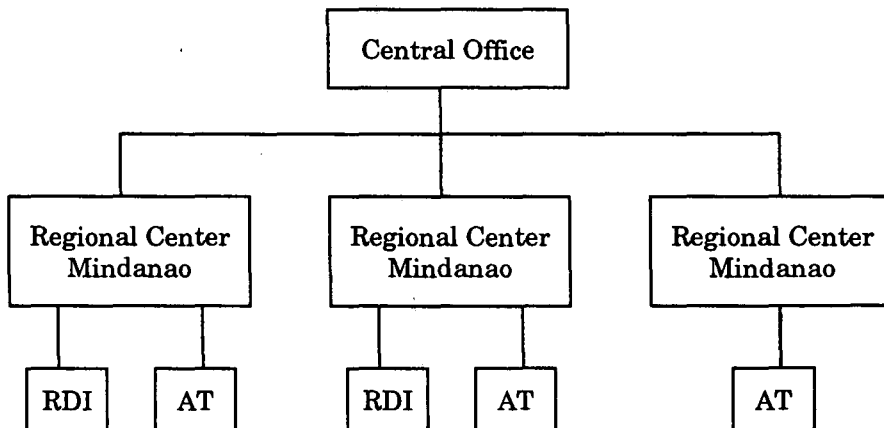 Central Office
Regional Center
Mindanao
Regional Center
Mindanao
Regional Center
Mindanao
RDI
AT
RDI
AT
AT